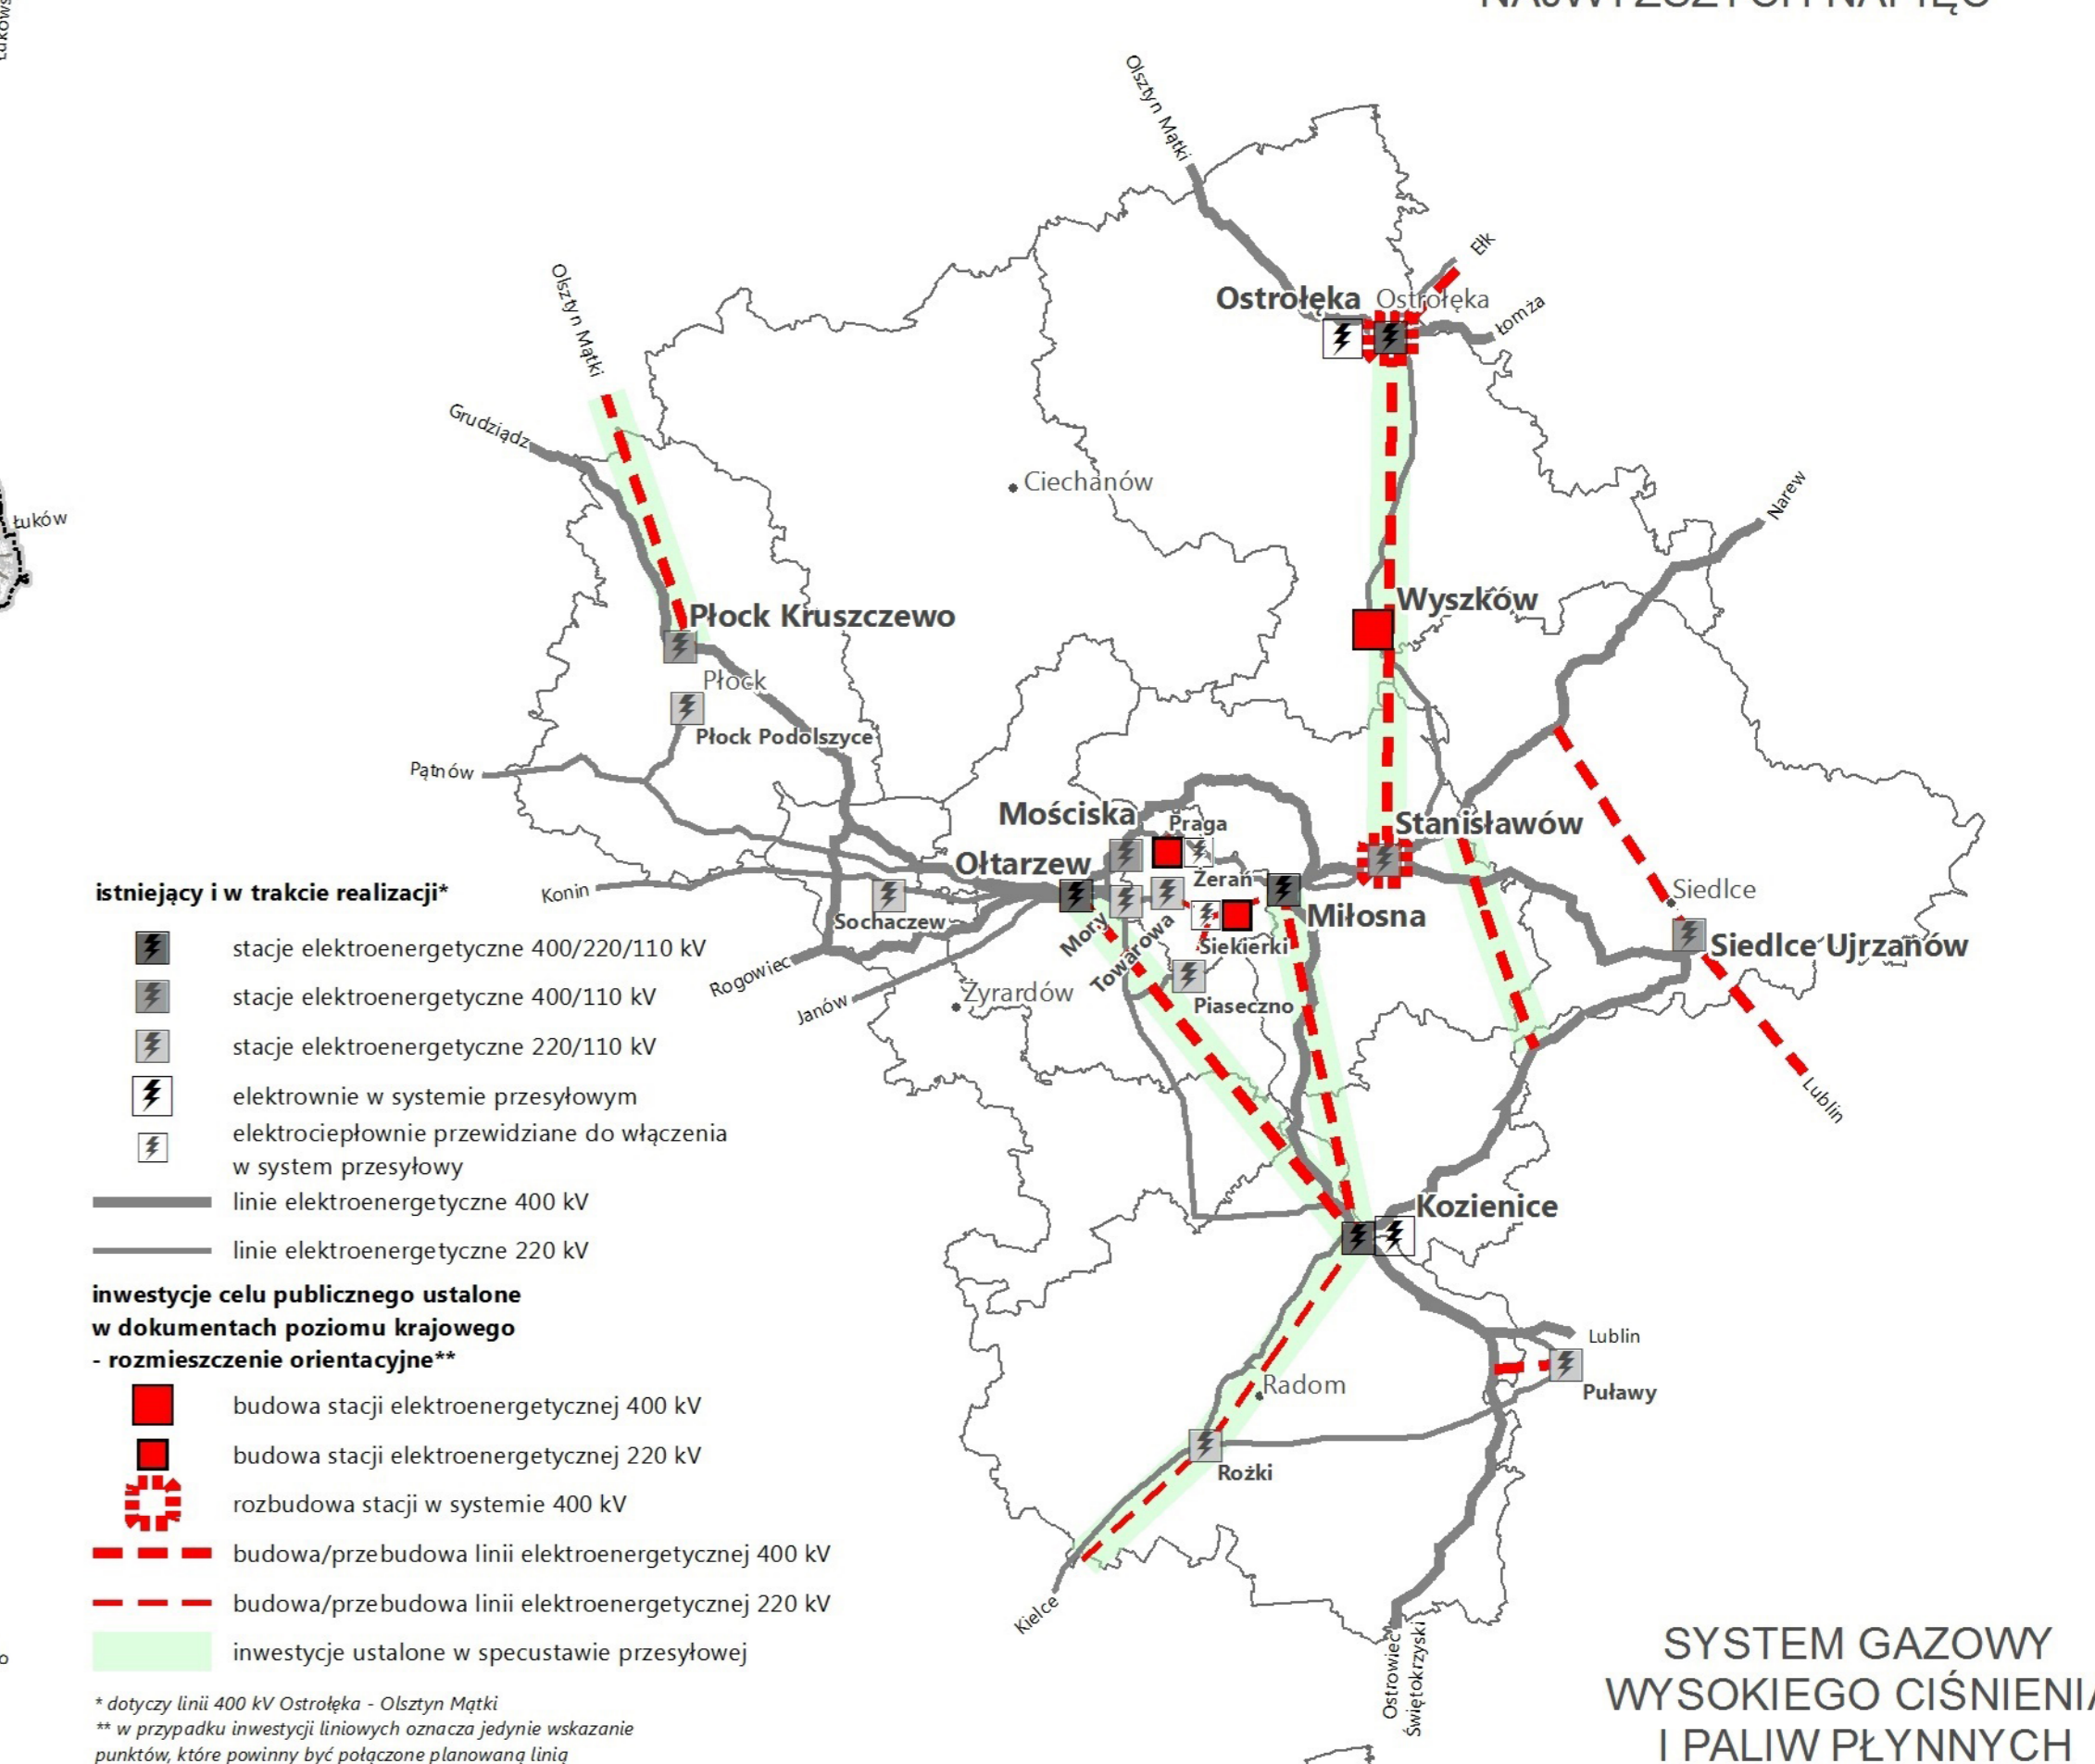 Olsztyn Mątki
Ełk
Ostrołęka
Ostrołęka
Łomża
Olsztyn Mątki
Grudziądz
Ciechanów
Narew
Łuków
Wyszków
Płock Kruszczewo
Płock
Płock Podolszyce
Pątnów
Mościska
Praga
Stanisławów
Ołtarzew
Żerań
Konin
Siedlce
Sochaczew
Mory
Towarowa
Siekierki
Miłosna
Siedlce Ujrzanów
Rogowiec
Janów
Żyrardów
Piaseczno
Lublin
Kozienice
Lublin
Puławy
Radom
Rożki
Kielce
Ostrowiec
Świętokrzyski
istniejący i w trakcie realizacji*
stacje elektroenergetyczne 400/220/110 kV
stacje elektroenergetyczne 400/110 kV
stacje elektroenergetyczne 220/110 kV
elektrownie w systemie przesyłowym
elektrociepłownie przewidziane do włączenia
w system przesyłowy
linie elektroenergetyczne 400 kV
linie elektroenergetyczne 220 kV
inwestycje celu publicznego ustalone
w dokumentach poziomu krajowego
- rozmieszczenie orientacyjne**
budowa stacji elektroenergetycznej 400 kV
budowa stacji elektroenergetycznej 220 kV
rozbudowa stacji w systemie 400 kV
budowa/przebudowa linii elektroenergetycznej 400 kV
budowa/przebudowa linii elektroenergetycznej 220 kV
inwestycje ustalone w specustawie przesyłowej
* dotyczy linii 400 kV Ostrołęka - Olsztyn Mątki
** w przypadku inwestycji liniowych oznacza jedynie wskazanie
punktów, które powinny być połączone planowaną linią
SYSTEM GAZOWY
WYSOKIEGO CIŚNIENIA
I PALIW PŁYNNYCH